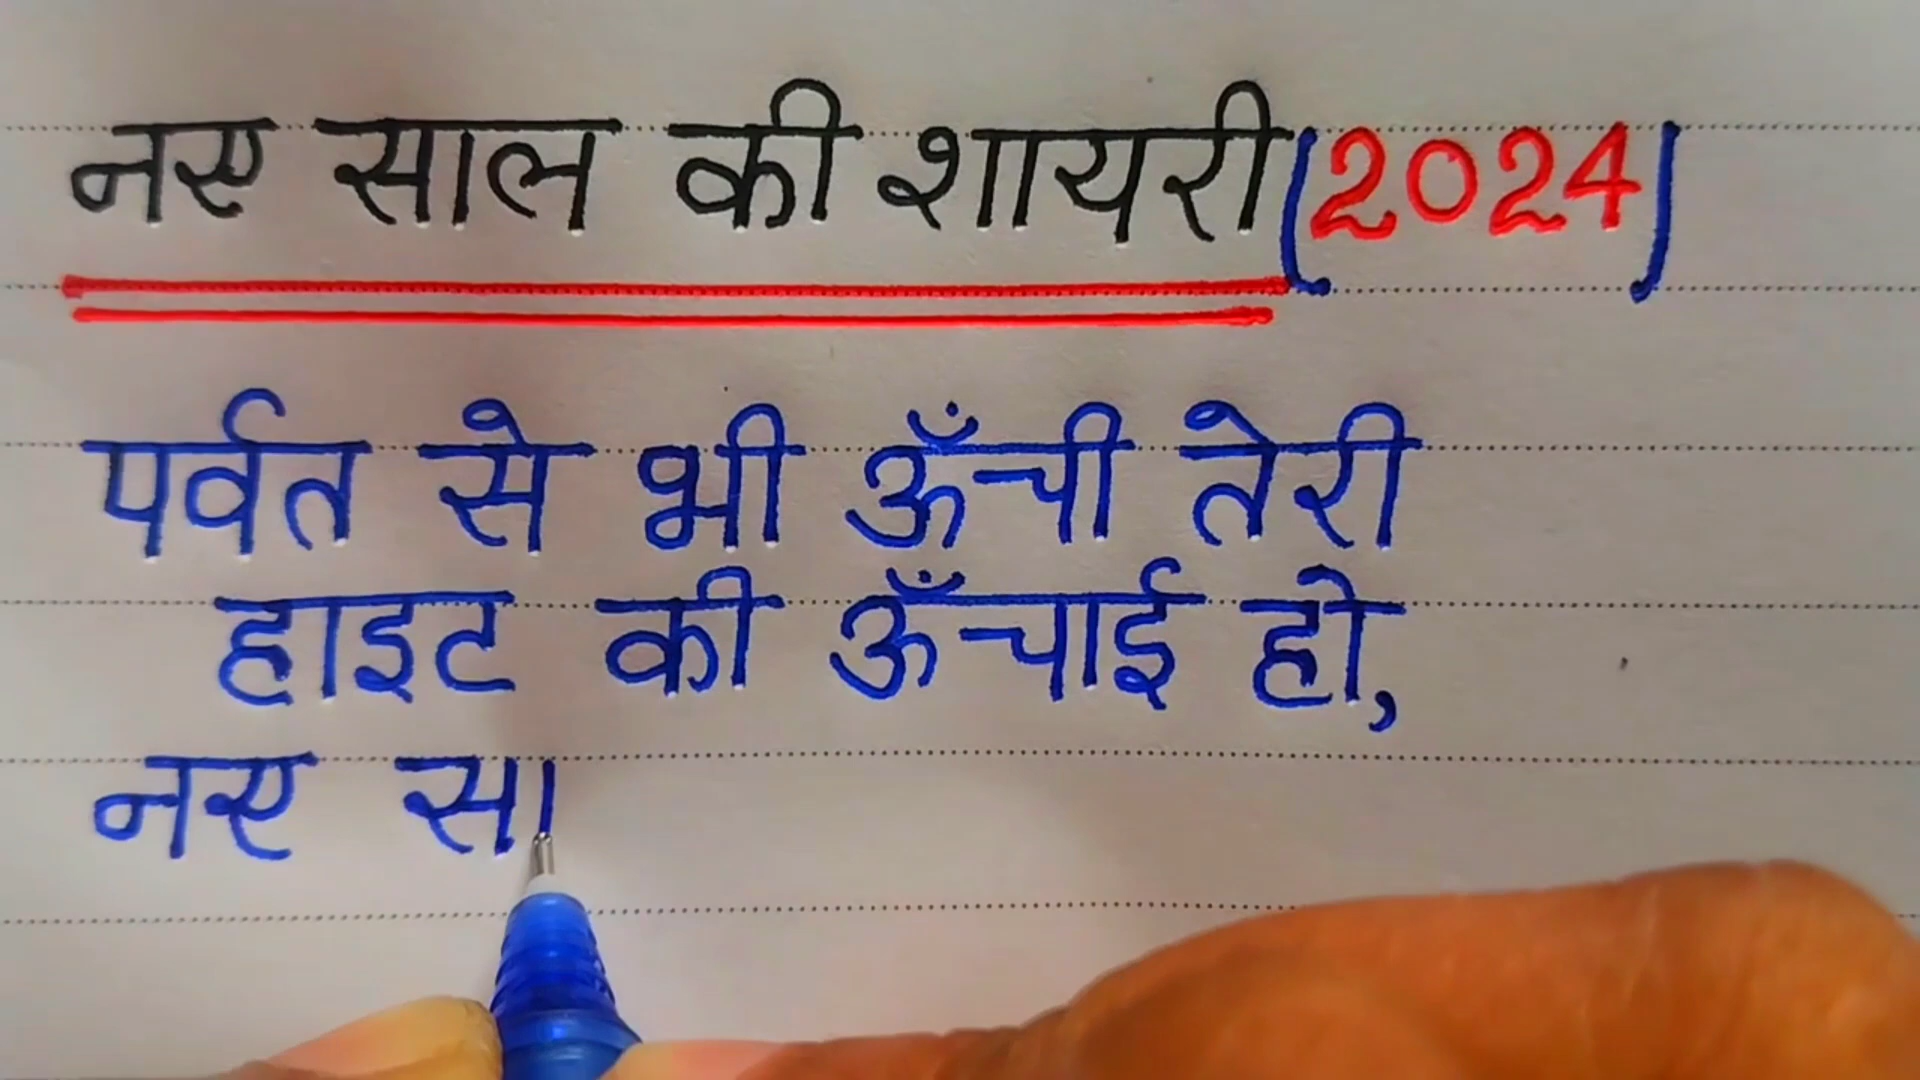 नए साल की शायरी (2024)
पर्वत से भी ऊँची तेरी
हाइट की ऊँचाई हो,
नए सा